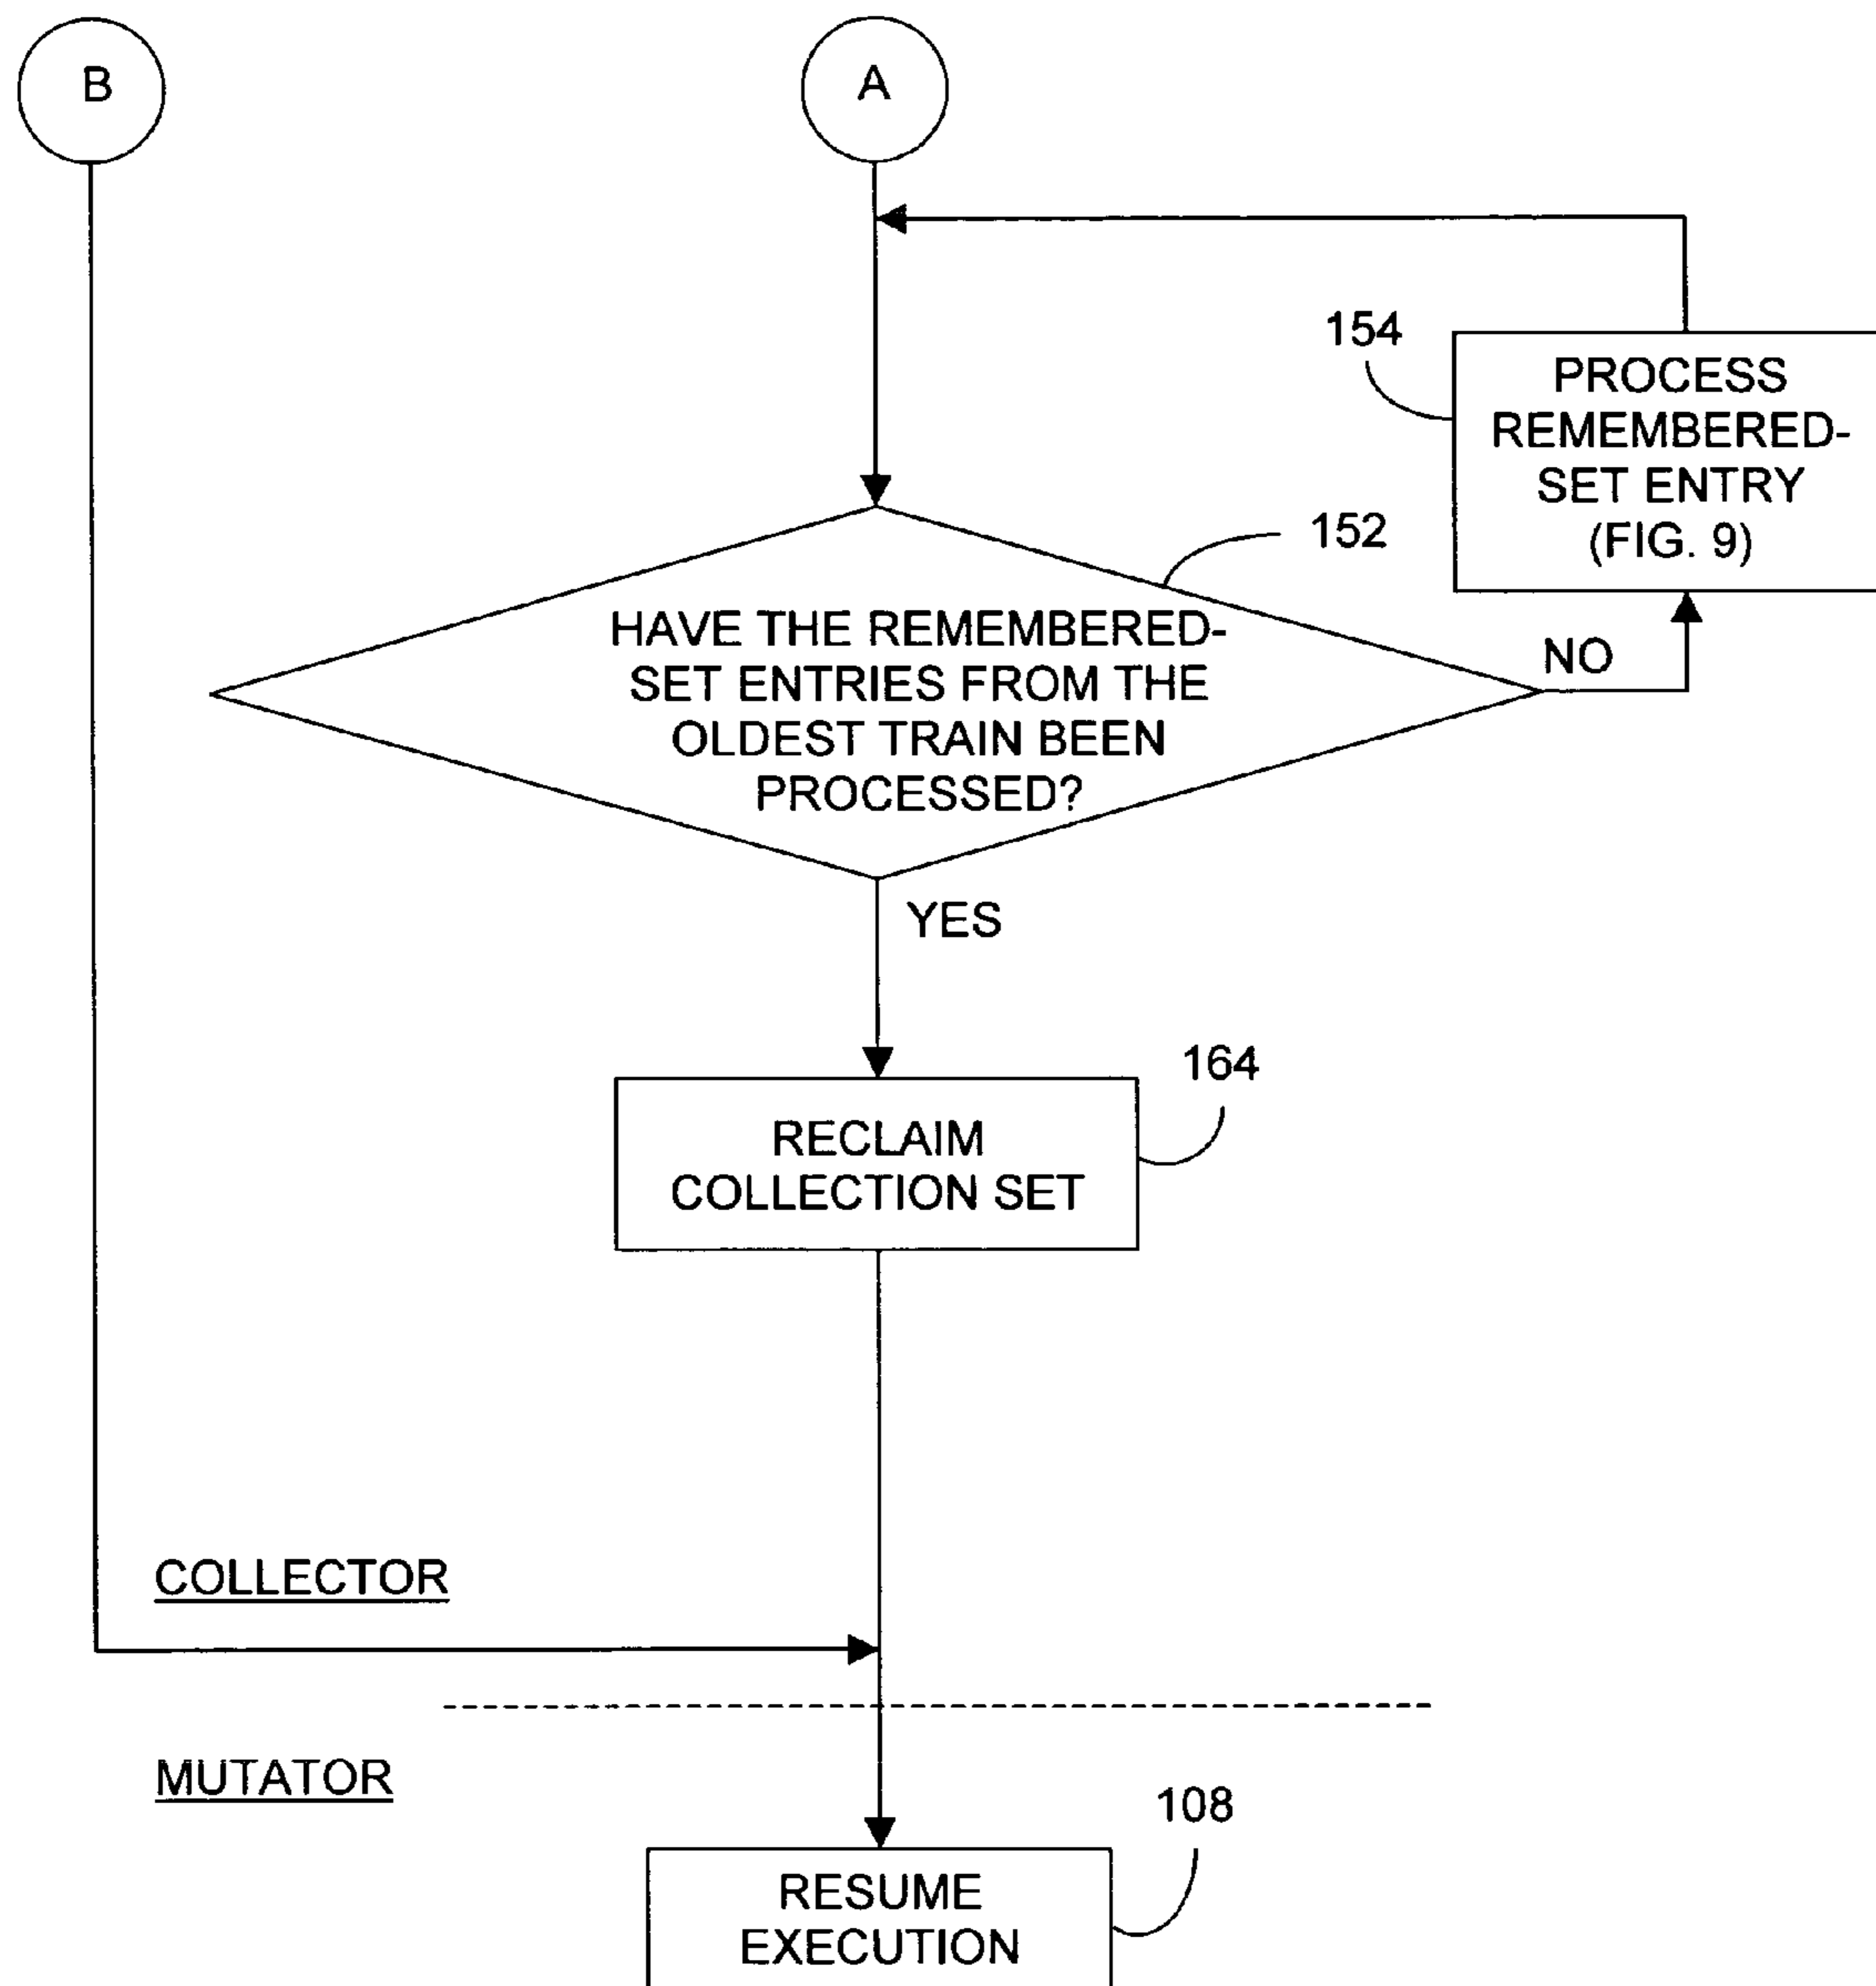 B
A
154
PROCESS
REMEMBERED-
SET ENTRY
(FIG. 9)
152
HAVE THE REMEMBERED-
SET ENTRIES FROM THE
OLDEST TRAIN BEEN
PROCESSED?
NO
YES
164
RECLAIM
COLLECTION SET
COLLECTOR
MUTATOR
108
RESUME
EXECUTION